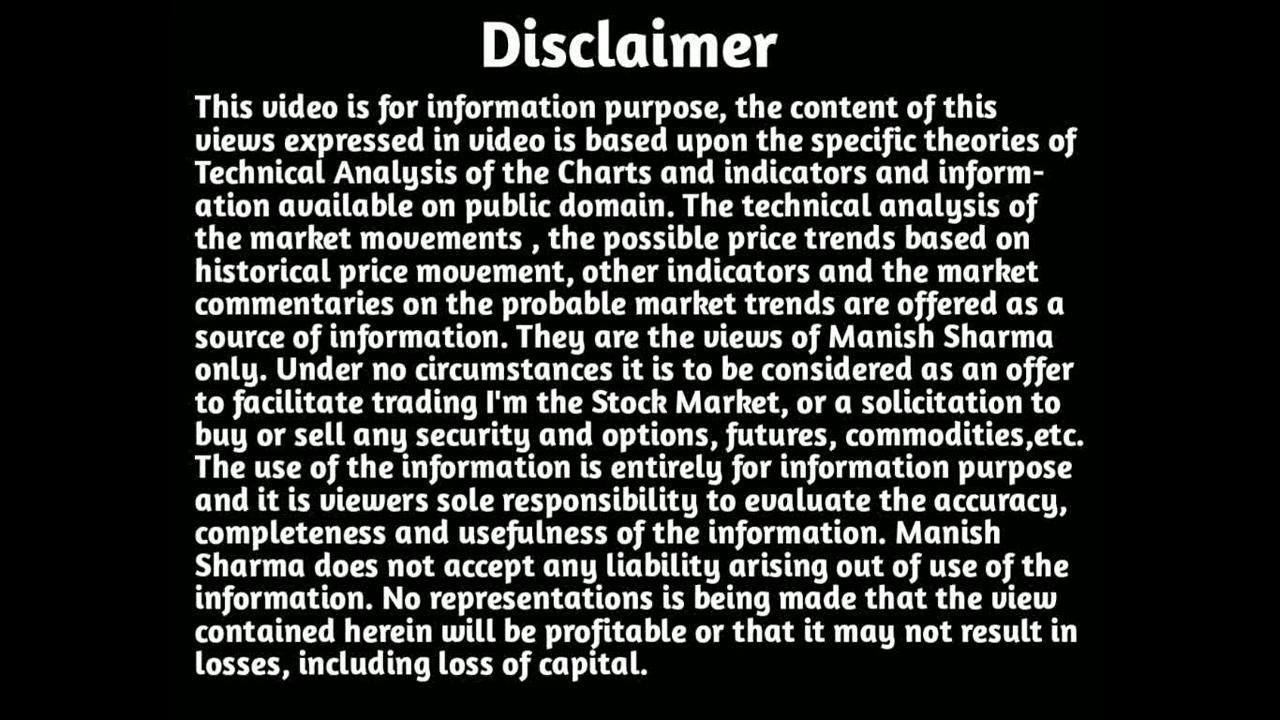 Disclaimer
This video is for information purpose, the content of this
views expressed in video is based upon the specific theories of
Technical Analysis of the Charts and indicators and inform-
ation available on public domain. The technical analysis of
the market movements , the possible price trends based on
historical price movement, other indicators and the market
commentaries on the probable market trends are offered as a
source of information. They are the views of Manish Sharma
only. Under no circumstances it is to be considered as an offer
to facilitate trading I'm the Stock Market, or a solicitation to
buy or sell any security and options, futures, commodities,etc.
The use of the information is entirely for information purpose
and it is viewers sole responsibility to evaluate the accuracy,
completeness and usefulness of the information. Manish
Sharma does not accept any liability arising out of use of the
information. No representations is being made that the view
contained herein will be profitable or that it may not result in
losses, including loss of capital.